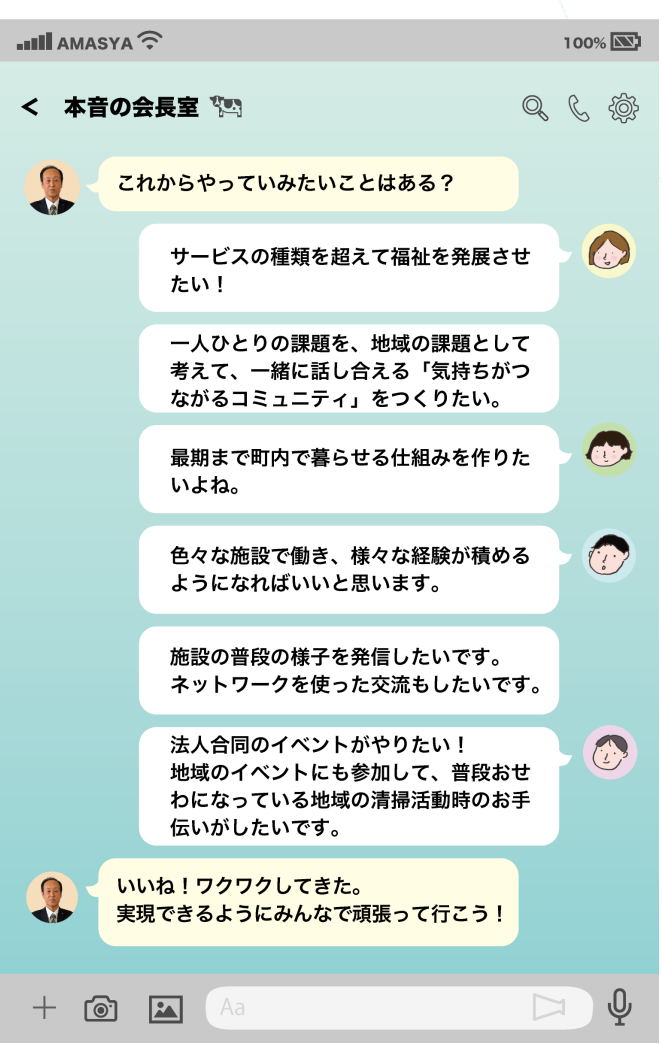 AMASYA
100%
< 本音の会長室
これからやっていみたいことはある？
サービスの種類を超えて福祉を発展させ
たい！
一人ひとりの課題を、地域の課題として
考えて、一緒に話し合える「気持ちがつ
ながるコミュニティ」をつくりたい。
最期まで町内で暮らせる仕組みを作りた
いよね。
色々な施設で働き、様々な経験が積める
ようになればいいと思います。
施設の普段の様子を発信したいです。
ネットワークを使った交流もしたいです。
法人合同のイベントがやりたい！
地域のイベントにも参加して、普段おせ
わになっている地域の清掃活動時のお手
伝いがしたいです。
いいね！ワクワクしてきた。
実現できるようにみんなで頑張って行こう！
Aa